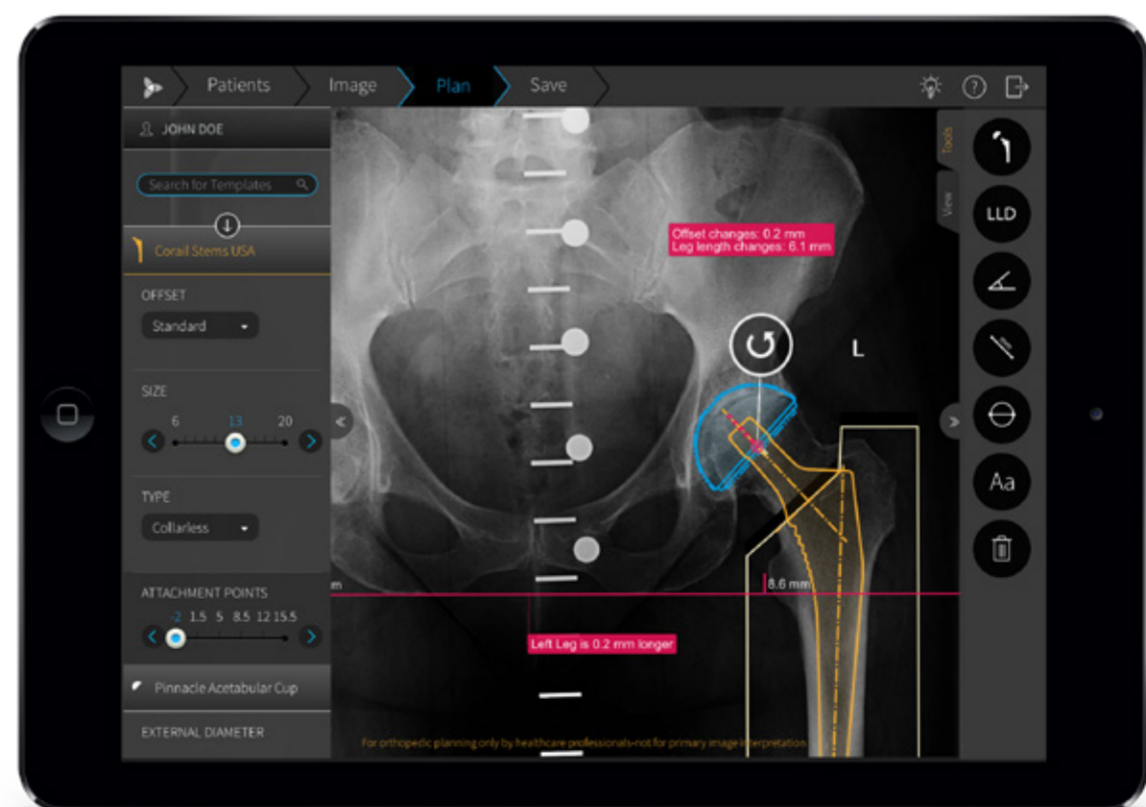 Patients
Image
Plan
Save
JOHN DOE
Search for Templates
Corail Stems USA
OFFSET
Standard
SIZE
6 13 20
TYPE
Collarless
ATTACHMENT POINTS
-2 1.5 5 8.5 12 15.5
Pinnacle Acetabular Cup
EXTERNAL DIAMETER
Offset changes: 0.2 mm
Leg length changes: 6.1 mm
L
m
8.6 mm
Left Leg is 0.2 mm longer
For orthopedic planning only by healthcare professionals-not for primary image interpretation
Tools
View
LLD
mm
Aa
?